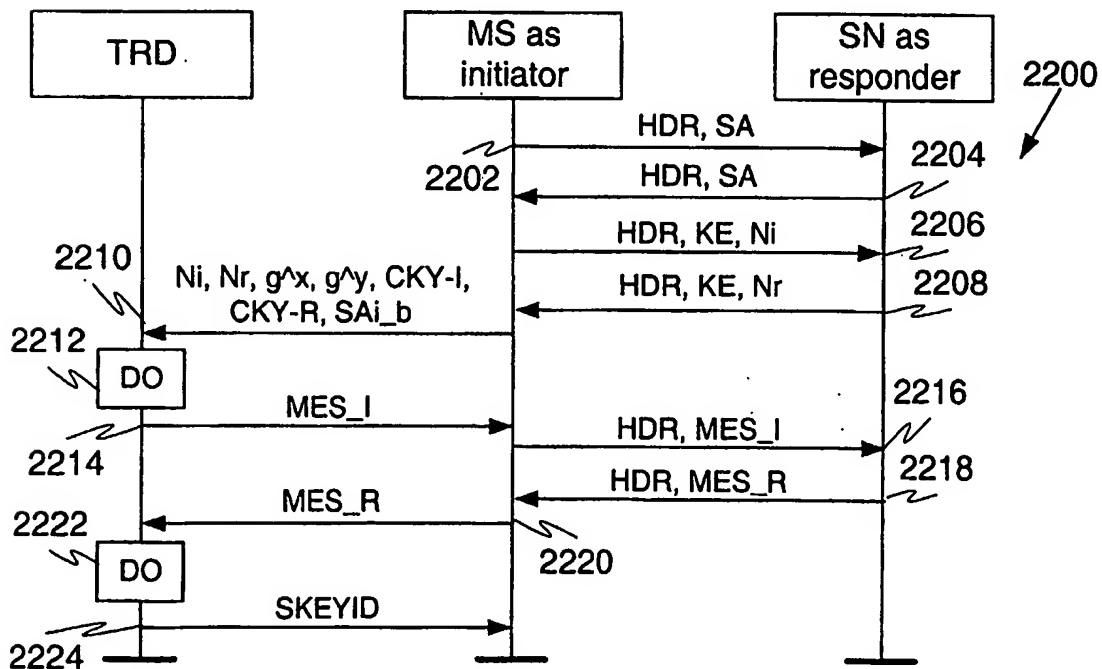 TRD
MS as
initiator
SN as
responder
2200
HDR, SA
2202
2204
HDR, SA
2206
HDR, KE, Ni
2210
2208
Ni, Nr, g^x, g^y, CKY-I,
CKY-R, SAi_b
HDR, KE, Nr
2212
DO
MES_I
2216
2214
HDR, MES_I
2218
HDR, MES_R
MES_R
2222
2220
DO
SKEYID
2224